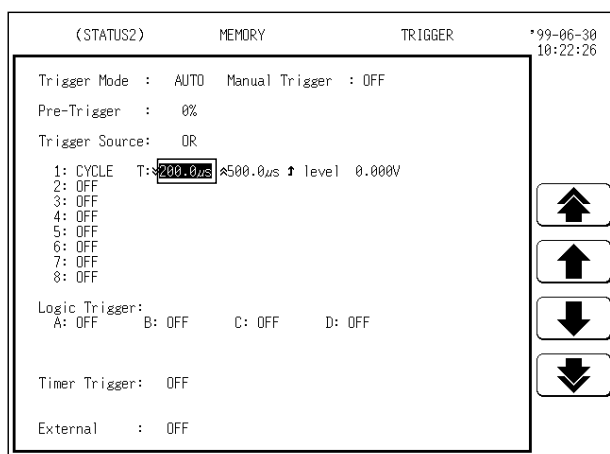 (STATUS2) MEMORY TRIGGER '99-06-30
10:22:26
Trigger Mode : AUTO Manual Trigger : OFF
Pre-Trigger : 0%
Trigger Source: OR
1: CYCLE T:※200.0µs ※500.0µs ↑ level 0.000V
2: OFF
3: OFF
4: OFF
5: OFF
6: OFF
7: OFF
8: OFF
Logic Trigger:
A: OFF B: OFF C: OFF D: OFF
Timer Trigger: OFF
External : OFF